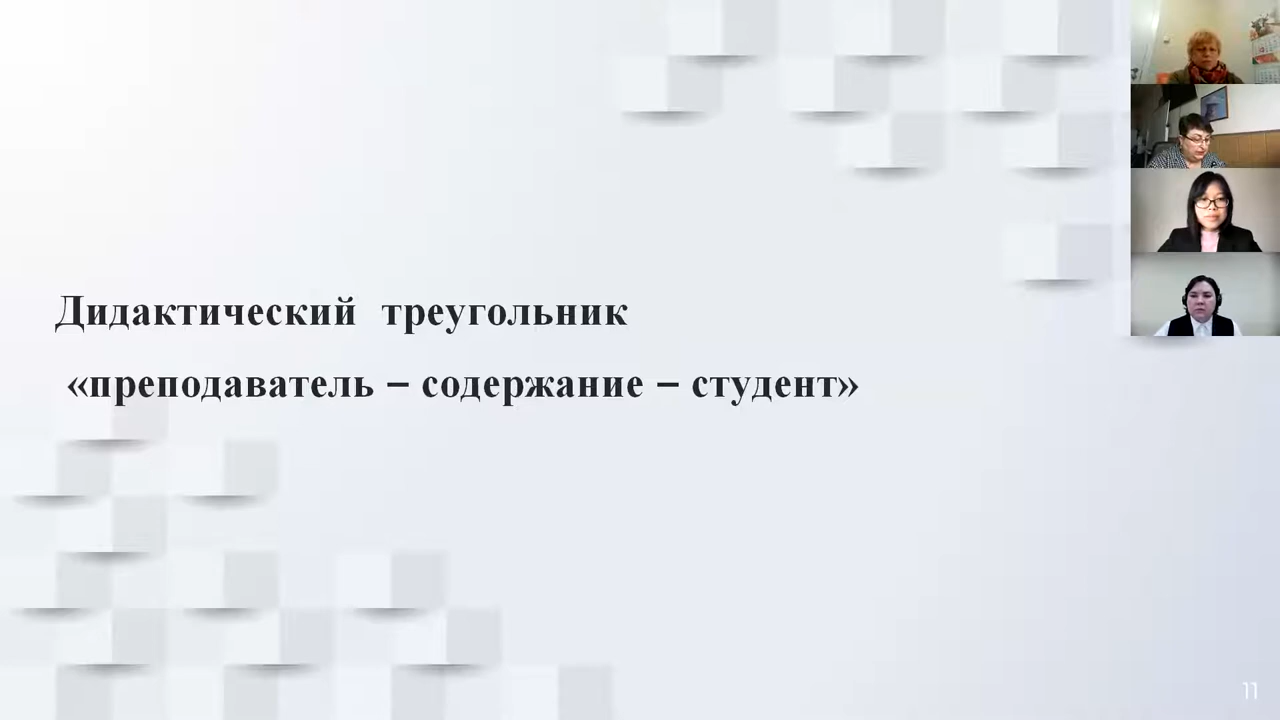 Дидактический треугольник
«преподаватель – содержание – студент»
11